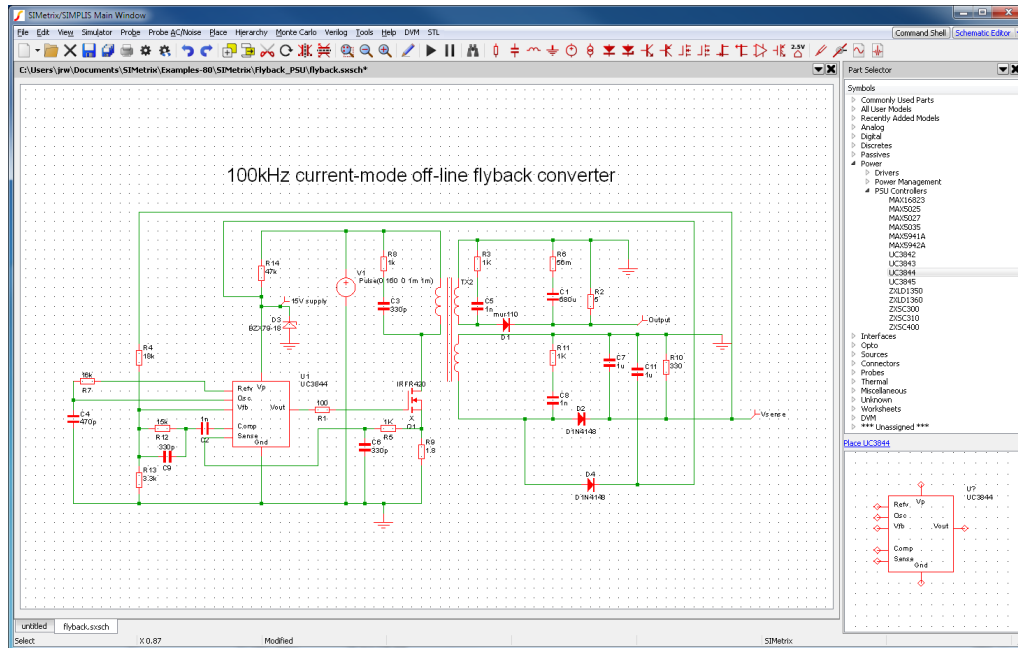 SIMetrix/SIMPLIS Main Window
File Edit View Simulator Probe Probe AC/Noise Place Hierarchy Monte Carlo Verilog Tools Help DVM STL
Command Shell Schematic Editor
2.5V
C:\Users\jrw\Documents\SIMetrix\Examples-80\SIMetrix\Flyback_PSU\flyback.sxsch*
100kHz current-mode off-line flyback converter
R14
47k
V1
Pulse(0 160 0 1m 1m)
R8
1k
C3
330p
TX2
R3
1K
R6
56m
C5
1n
C1
680u
R2
5
mur110
D1
Output
15V supply
D3
BZX79-18
R4
18k
16k
R7
C4
470p
U1
UC3844
Refv
Vp
Osc
Vfb
Vout
Comp
Sense
Gnd
100
R1
IRFR420
X
Q1
1K
R5
C6
330p
R9
1.8
15k
R12
1n
C2
330p
C9
R13
3.3k
R11
1K
C8
1n
C7
1u
C11
1u
R10
330
D2
D1N4148
Vsense
D4
D1N4148
Part Selector
Symbols
Commonly Used Parts
All User Models
Recently Added Models
Analog
Digital
Discretes
Passives
Power
Drivers
Power Management
PSU Controllers
MAX16823
MAX5025
MAX5027
MAX5035
MAX5941A
MAX5942A
UC3842
UC3843
UC3844
UC3845
ZXLD1350
ZXLD1360
ZXSC300
ZXSC310
ZXSC400
Interfaces
Opto
Sources
Connectors
Probes
Thermal
Miscellaneous
Unknown
Worksheets
DVM
*** Unassigned ***
Place UC3844
U?
UC3844
Refv
Vp
Osc
Vfb
Vout
Comp
Sense
Gnd
untitled flyback.sxsch
Select X 0.87 Modified SIMetrix